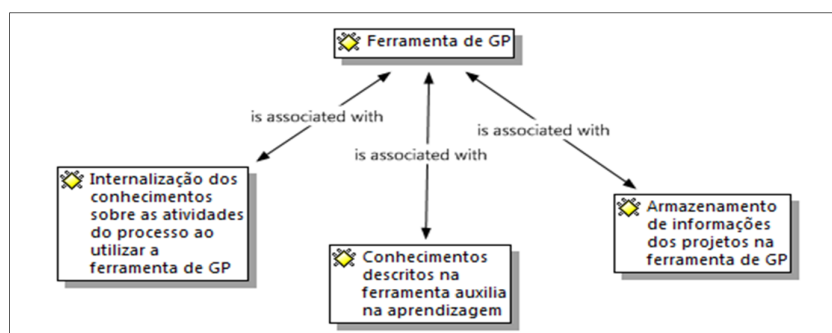 Ferramenta de GP
is associated with
is associated with
is associated with
Internalização dos
conhecimentos
sobre as atividades
do processo ao
utilizar a
ferramenta de GP
Conhecimentos
descritos na
ferramenta auxilia
na aprendizagem
Armazenamento
de informações
dos projetos na
ferramenta de GP